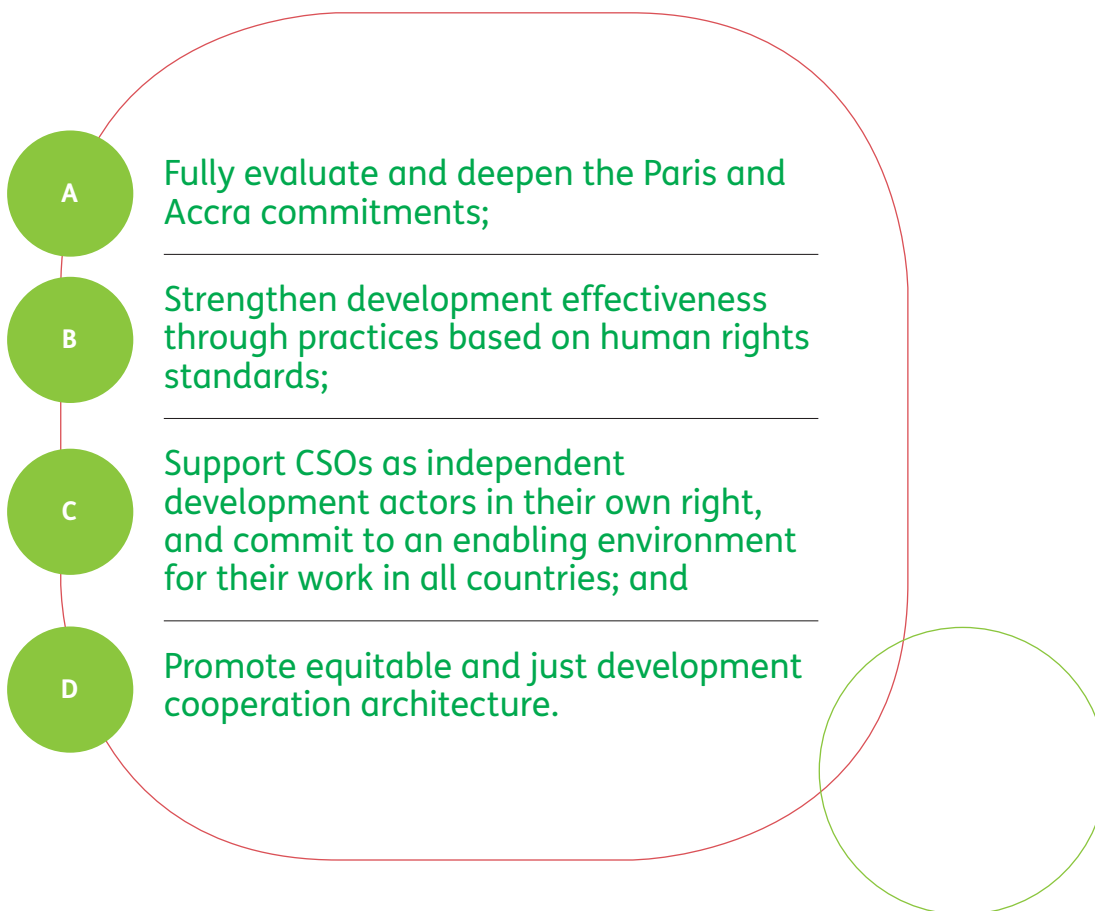 A
Fully evaluate and deepen the Paris and
Accra commitments;
B
Strengthen development effectiveness
through practices based on human rights
standards;
C
Support CSOs as independent
development actors in their own right,
and commit to an enabling environment
for their work in all countries; and
D
Promote equitable and just development
cooperation architecture.